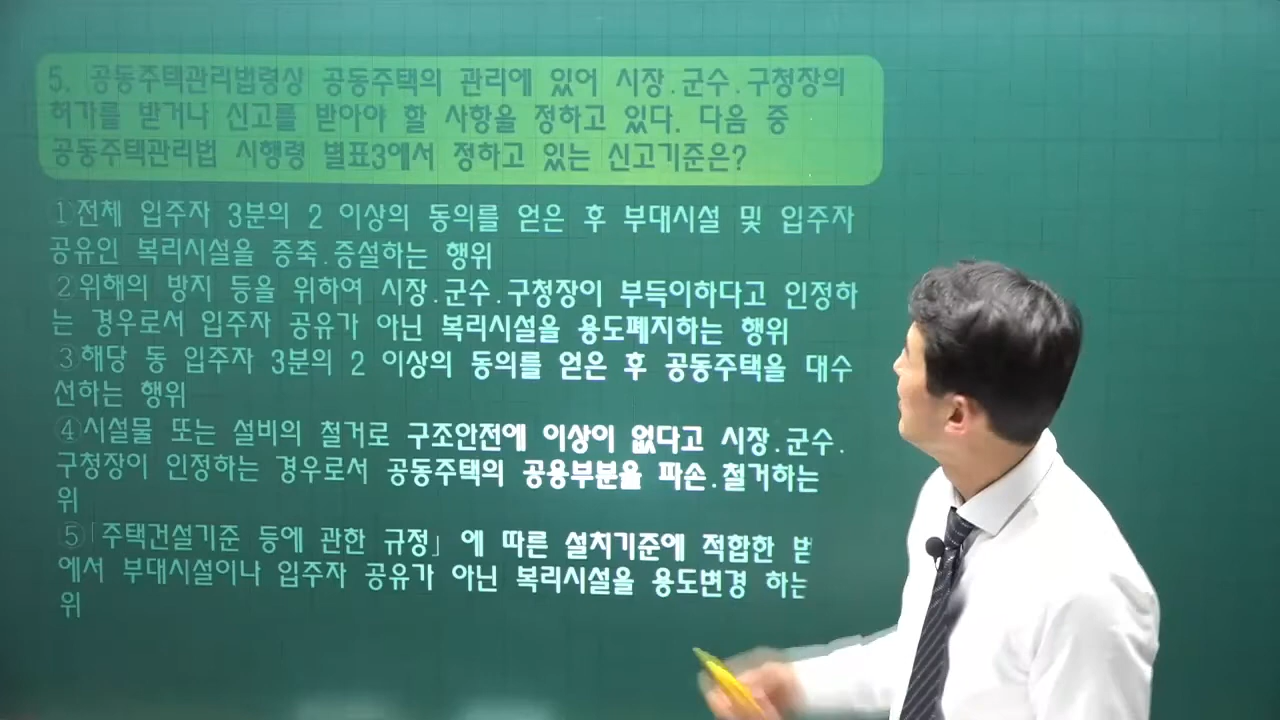 5. 공동주택관리법령상 공동주택의 관리에 있어 시장.군수.구청장의
허가를 받거나 신고를 받아야 할 사항을 정하고 있다. 다음 중
공동주택관리법 시행령 별표3에서 정하고 있는 신고기준은?
①전체 입주자 3분의 2 이상의 동의를 얻은 후 부대시설 및 입주자
공유인 복리시설을 증축.증설하는 행위
②위해의 방지 등을 위하여 시장.군수.구청장이 부득이하다고 인정하
는 경우로서 입주자 공유가 아닌 복리시설을 용도폐지하는 행위
③해당 동 입주자 3분의 2 이상의 동의를 얻은 후 공동주택을 대수
선하는 행위
④시설물 또는 설비의 철거로 구조안전에 이상이 없다고 시장.군수.
구청장이 인정하는 경우로서 공동주택의 공용부분을 파손.철거하는
위
⑤「주택건설기준 등에 관한 규정」에 따른 설치기준에 적합한
에서 부대시설이나 입주자 공유가 아닌 복리시설을 용도변경 하는
위